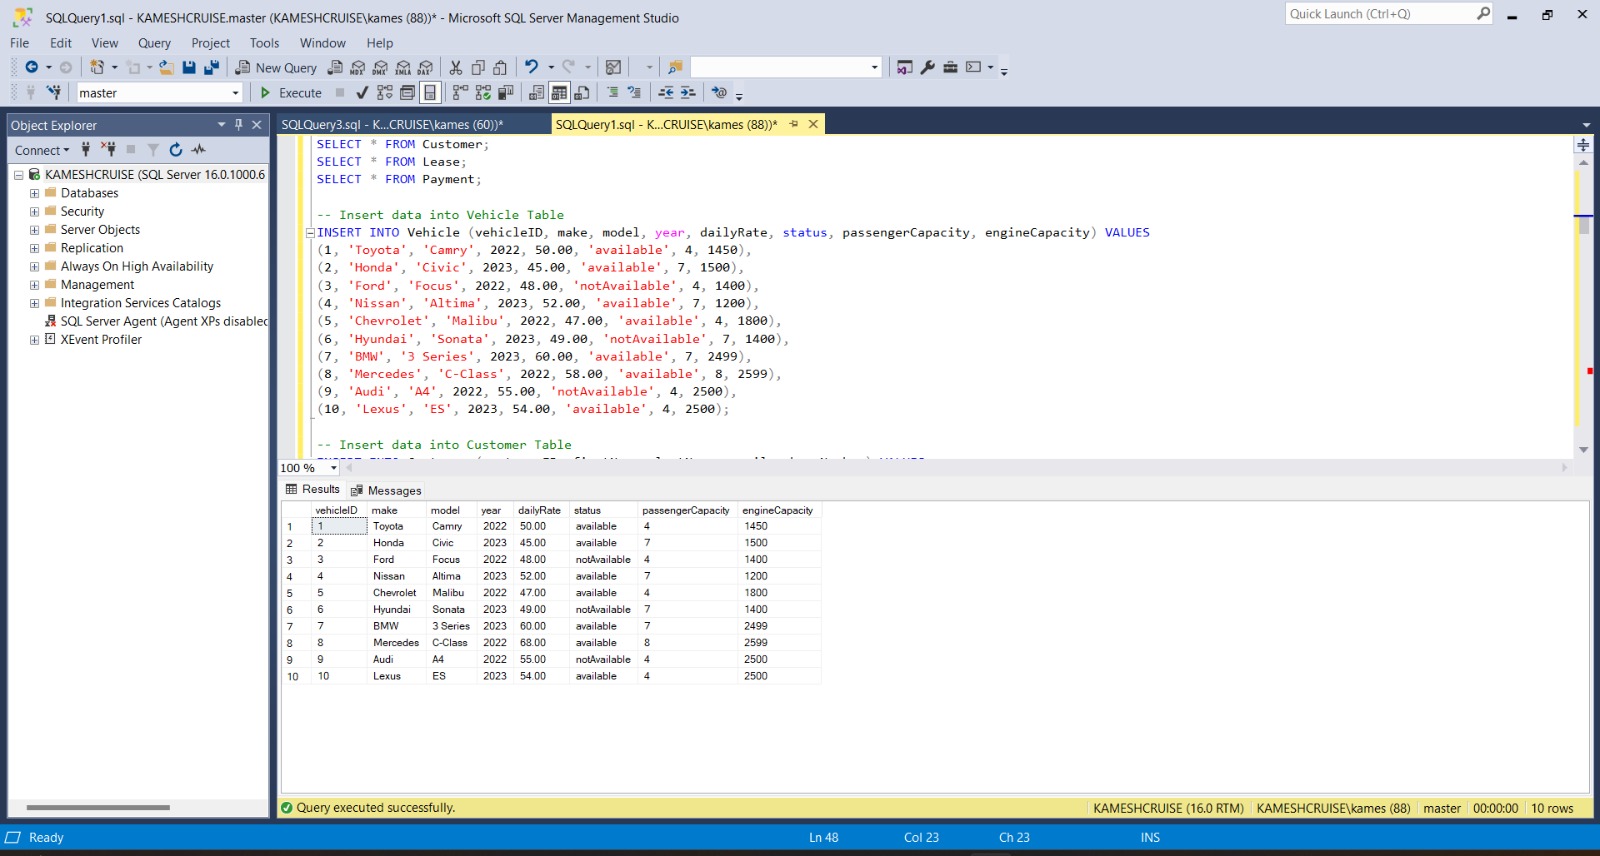 SQLQuery1.sql - KAMESHCRUISE.master (KAMESHCRUISE\kames (88))* - Microsoft SQL Server Management Studio
Quick Launch (Ctrl+Q)
File Edit View Query Project Tools Window Help
New Query MDX DMX XMLA DAX
master Execute
Object Explorer
Connect
KAMESHCRUISE (SQL Server 16.0.1000.6
Databases
Security
Server Objects
Replication
Always On High Availability
Management
Integration Services Catalogs
SQL Server Agent (Agent XPs disabled
XEvent Profiler
SQLQuery3.sql - K...CRUISE\kames (60))* SQLQuery1.sql - K...CRUISE\kames (88))*
SELECT * FROM Customer;
SELECT * FROM Lease;
SELECT * FROM Payment;
-- Insert data into Vehicle Table
INSERT INTO Vehicle (vehicleID, make, model, year, dailyRate, status, passengerCapacity, engineCapacity) VALUES
(1, 'Toyota', 'Camry', 2022, 50.00, 'available', 4, 1450),
(2, 'Honda', 'Civic', 2023, 45.00, 'available', 7, 1500),
(3, 'Ford', 'Focus', 2022, 48.00, 'notAvailable', 4, 1400),
(4, 'Nissan', 'Altima', 2023, 52.00, 'available', 7, 1200),
(5, 'Chevrolet', 'Malibu', 2022, 47.00, 'available', 4, 1800),
(6, 'Hyundai', 'Sonata', 2023, 49.00, 'notAvailable', 7, 1400),
(7, 'BMW', '3 Series', 2023, 60.00, 'available', 7, 2499),
(8, 'Mercedes', 'C-Class', 2022, 58.00, 'available', 8, 2599),
(9, 'Audi', 'A4', 2022, 55.00, 'notAvailable', 4, 2500),
(10, 'Lexus', 'ES', 2023, 54.00, 'available', 4, 2500);
-- Insert data into Customer Table
100 %
Results Messages
vehicleID make model year dailyRate status passengerCapacity engineCapacity
1 1 Toyota Camry 2022 50.00 available 4 1450
2 2 Honda Civic 2023 45.00 available 7 1500
3 3 Ford Focus 2022 48.00 notAvailable 4 1400
4 4 Nissan Altima 2023 52.00 available 7 1200
5 5 Chevrolet Malibu 2022 47.00 available 4 1800
6 6 Hyundai Sonata 2023 49.00 notAvailable 7 1400
7 7 BMW 3 Series 2023 60.00 available 7 2499
8 8 Mercedes C-Class 2022 68.00 available 8 2599
9 9 Audi A4 2022 55.00 notAvailable 4 2500
10 10 Lexus ES 2023 54.00 available 4 2500
Query executed successfully. KAMESHCRUISE (16.0 RTM) KAMESHCRUISE\kames (88) master 00:00:00 10 rows
Ready Ln 48 Col 23 Ch 23 INS